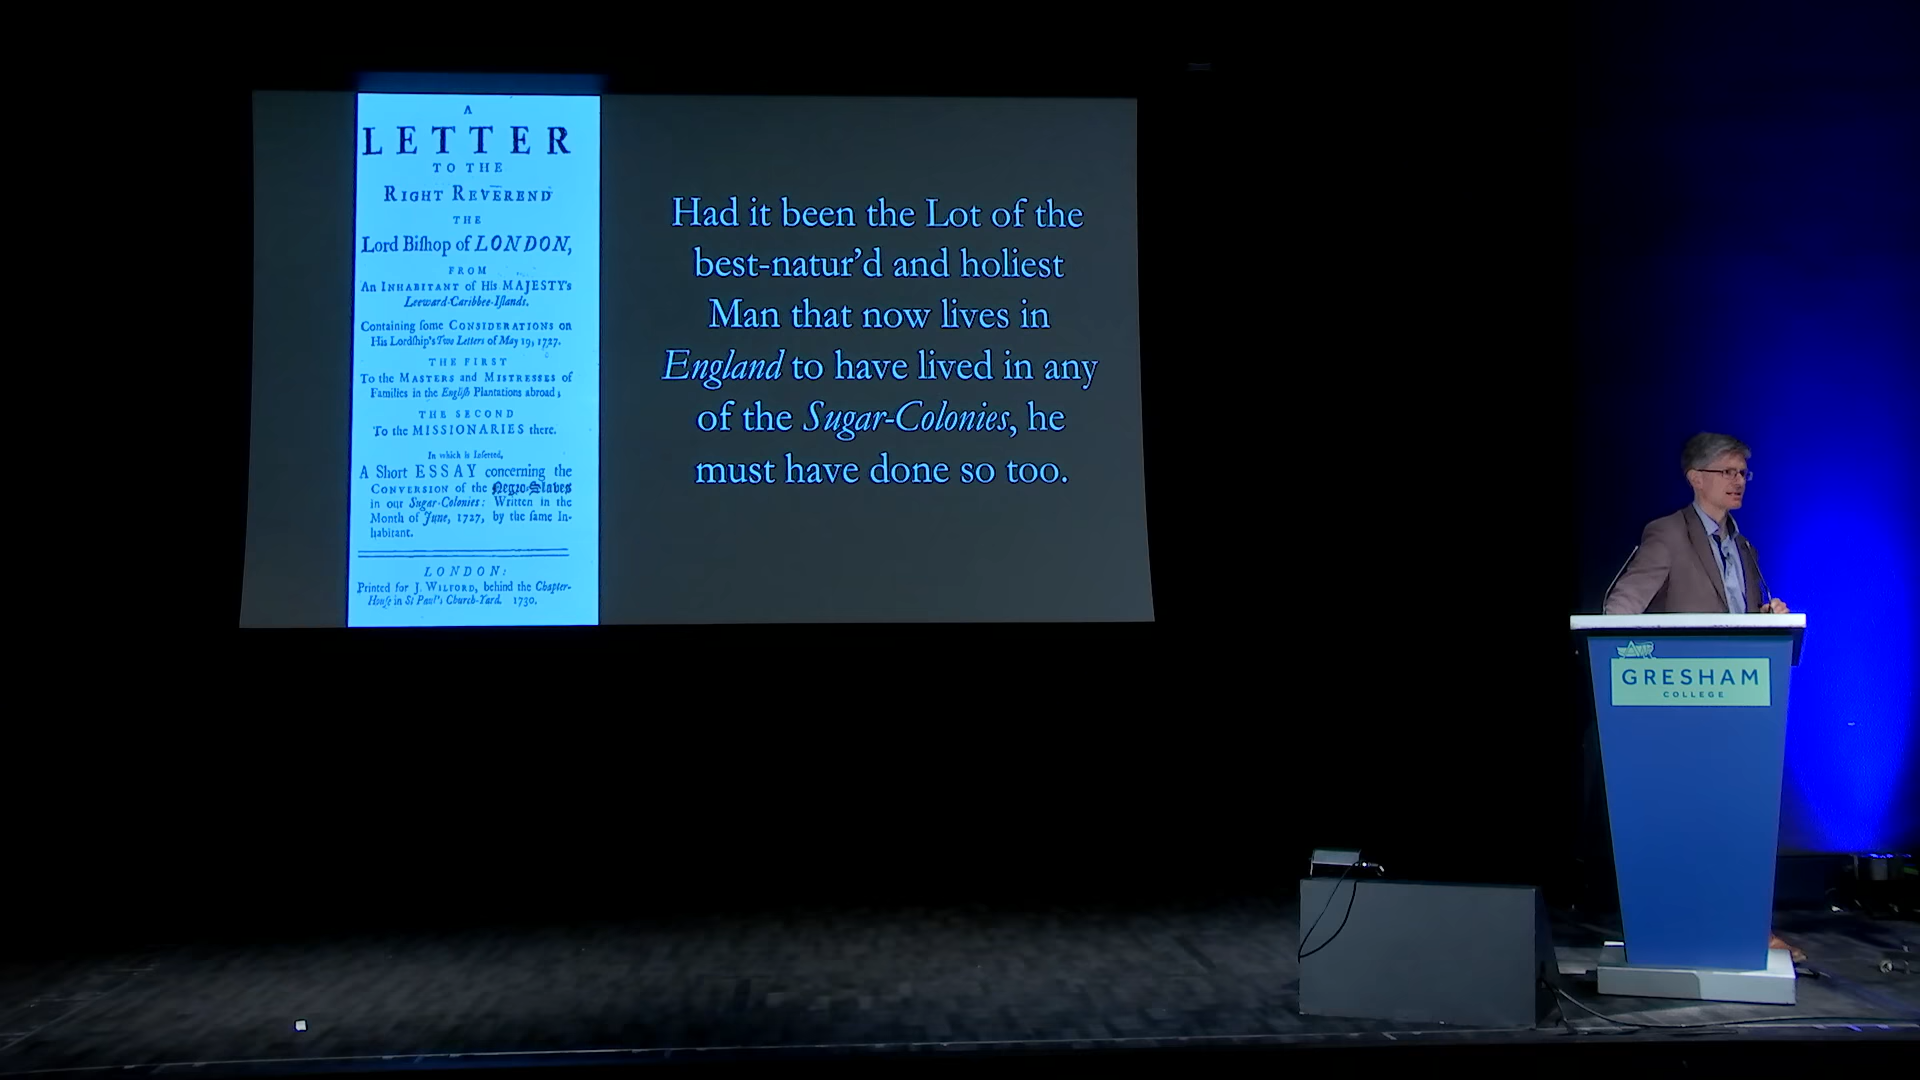 A
LETTER
TO THE
RIGHT REVEREND
THE
Lord Biſhop of LONDON,
FROM
An INHABITANT of His MAJESTY's
Leeward-Caribbee-Iſlands.
Containing ſome CONSIDERATIONS on
His Lordſhip's Two Letters of May 19, 1727.
THE FIRST
To the MASTERS and MISTRESSES of
Families in the Engliſh Plantations abroad;
THE SECOND
To the MISSIONARIES there.
In which is Inſerted,
A Short ESSAY concerning the
CONVERSION of the Negro-Slaves
in our Sugar-Colonies: Written in the
Month of June, 1727, by the ſame In-
habitant.
LONDON:
Printed for J. WILFORD, behind the Chapter-
Houſe in St Paul's Church-Yard. 1730.
Had it been the Lot of the
best-natur’d and holiest
Man that now lives in
England to have lived in any
of the Sugar-Colonies, he
must have done so too.
GRESHAM
COLLEGE